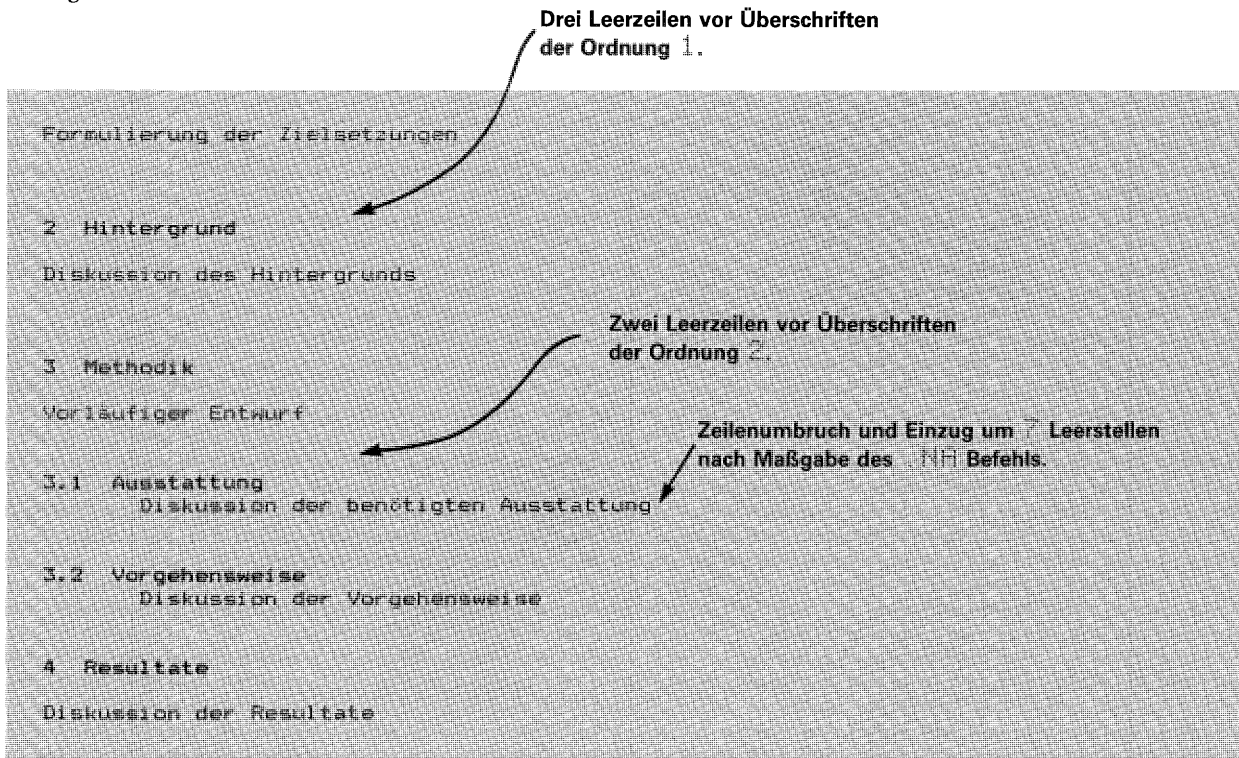 Drei Leerzeilen vor Überschriften
der Ordnung 1.
Formulierung der Zielsetzungen
2 Hintergrund
Diskussion des Hintergrunds
Zwei Leerzeilen vor Überschriften
der Ordnung 2.
3 Methodik
Vorläufiger Entwurf
Zeilenumbruch und Einzug um 7 Leerstellen
nach Maßgabe des .NH Befehls.
3.1 Ausstattung
Diskussion der benötigten Ausstattung
3.2 Vorgehensweise
Diskussion der Vorgehensweise
4 Resultate
Diskussion der Resultate